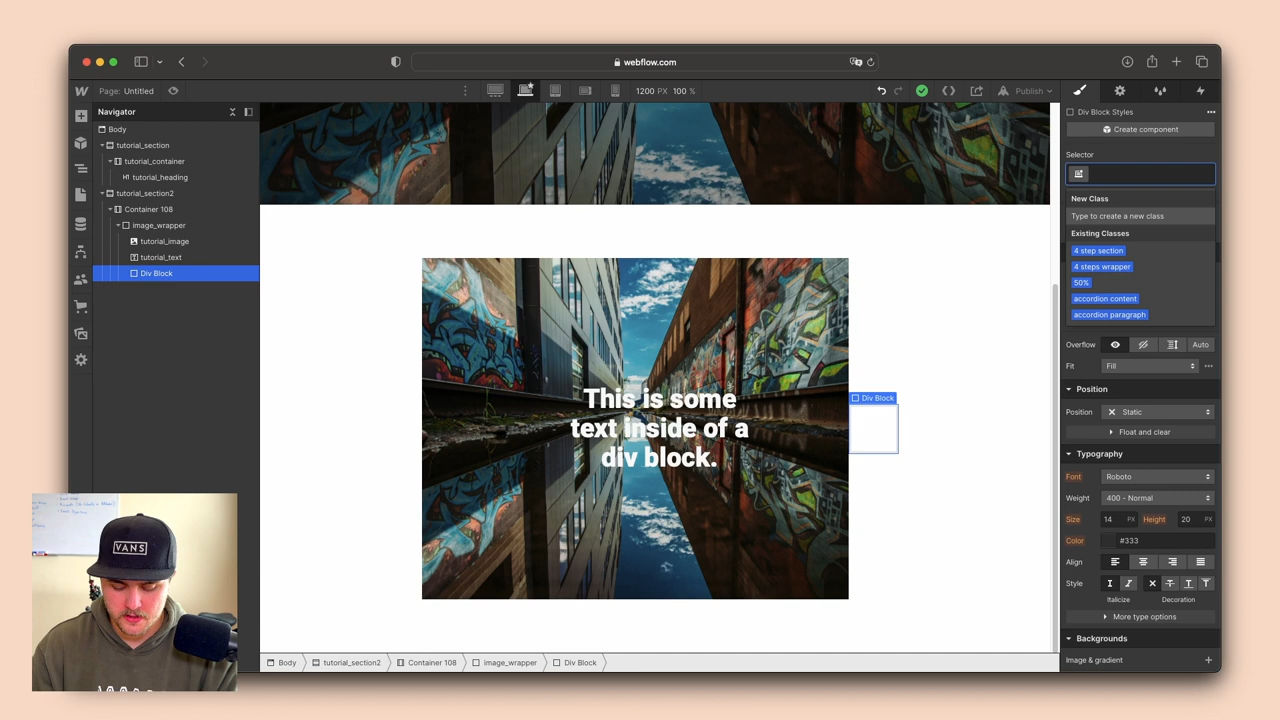 webflow.com
Page: Untitled
1200 PX 100 %
Publish
Navigator
Body
tutorial_section
tutorial_container
H1 tutorial_heading
tutorial_section2
Container 108
image_wrapper
tutorial_image
tutorial_text
Div Block
This is some
text inside of a
div block.
Div Block
Body
tutorial_section2
Container 108
image_wrapper
Div Block
Div Block Styles
Create component
Selector
New Class
Type to create a new class
Existing Classes
4 step section
4 steps wrapper
50%
accordion content
accordion paragraph
Overflow Auto
Fit Fill
Position
Position Static
Float and clear
Typography
Font Roboto
Weight 400 - Normal
Size 14 PX Height 20 PX
Color #333
Align
Style
Italicize Decoration
More type options
Backgrounds
Image & gradient
VANS